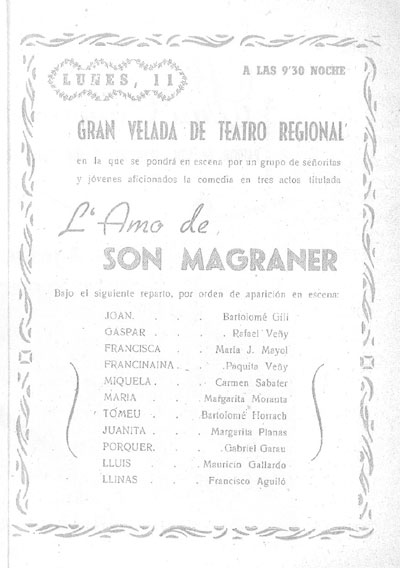 LUNES, 11
A LAS 9'30 NOCHE
GRAN VELADA DE TEATRO REGIONAL
en la que se pondrá en escena por un grupo de señoritas
y jóvenes aficionados la comedia en tres actos titulada
L'Amo de
SON MAGRANER
Bajo el siguiente reparto, por orden de aparición en escena:
JOAN. . . . Bartolomé Gili
GASPAR . . . Rafael Veñy
FRANCISCA . . María J. Mayol
FRANCINAINA. . . Paquita Veñy
MIQUELA . . . Carmen Sabater
MARIA . . . Margarita Morauta
TOMEU . . . Bartolomé Horrach
JUANITA . . . Margarita Planas
PORQUER. . . Gabriel Garau
LLUIS . . . Mauricio Gallardo
LLINAS . . . Francisco Aguiló